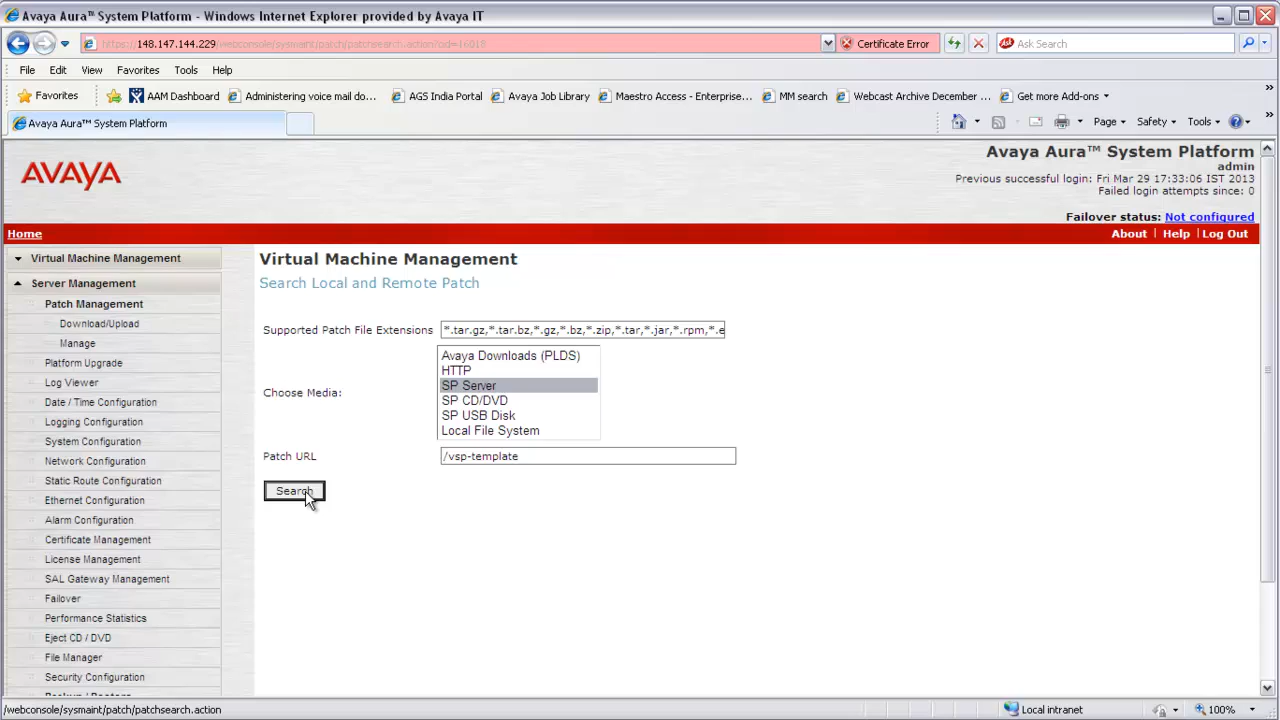 Avaya Aura™ System Platform - Windows Internet Explorer provided by Avaya IT
https://148.147.144.229/webconsole/sysmaint/patch/patchsearch.action?cid=16018
Certificate Error
Ask Search
File Edit View Favorites Tools Help
Favorites AAM Dashboard Administering voice mail do... AGS India Portal Avaya Job Library Maestro Access - Enterprise... MM search Webcast Archive December ... Get more Add-ons
Avaya Aura™ System Platform
Page Safety Tools
AVAYA
Avaya Aura™ System Platform
admin
Previous successful login: Fri Mar 29 17:33:06 IST 2013
Failed login attempts since: 0
Failover status: Not configured
Home
About | Help | Log Out
Virtual Machine Management
Server Management
Patch Management
Download/Upload
Manage
Platform Upgrade
Log Viewer
Date / Time Configuration
Logging Configuration
System Configuration
Network Configuration
Static Route Configuration
Ethernet Configuration
Alarm Configuration
Certificate Management
License Management
SAL Gateway Management
Failover
Performance Statistics
Eject CD / DVD
File Manager
Security Configuration
Virtual Machine Management
Search Local and Remote Patch
Supported Patch File Extensions *.tar.gz,*.tar.bz,*.gz,*.bz,*.zip,*.tar,*.jar,*.rpm,*.e
Choose Media:
Avaya Downloads (PLDS)
HTTP
SP Server
SP CD/DVD
SP USB Disk
Local File System
Patch URL /vsp-template
Search
/webconsole/sysmaint/patch/patchsearch.action
Local intranet
100%